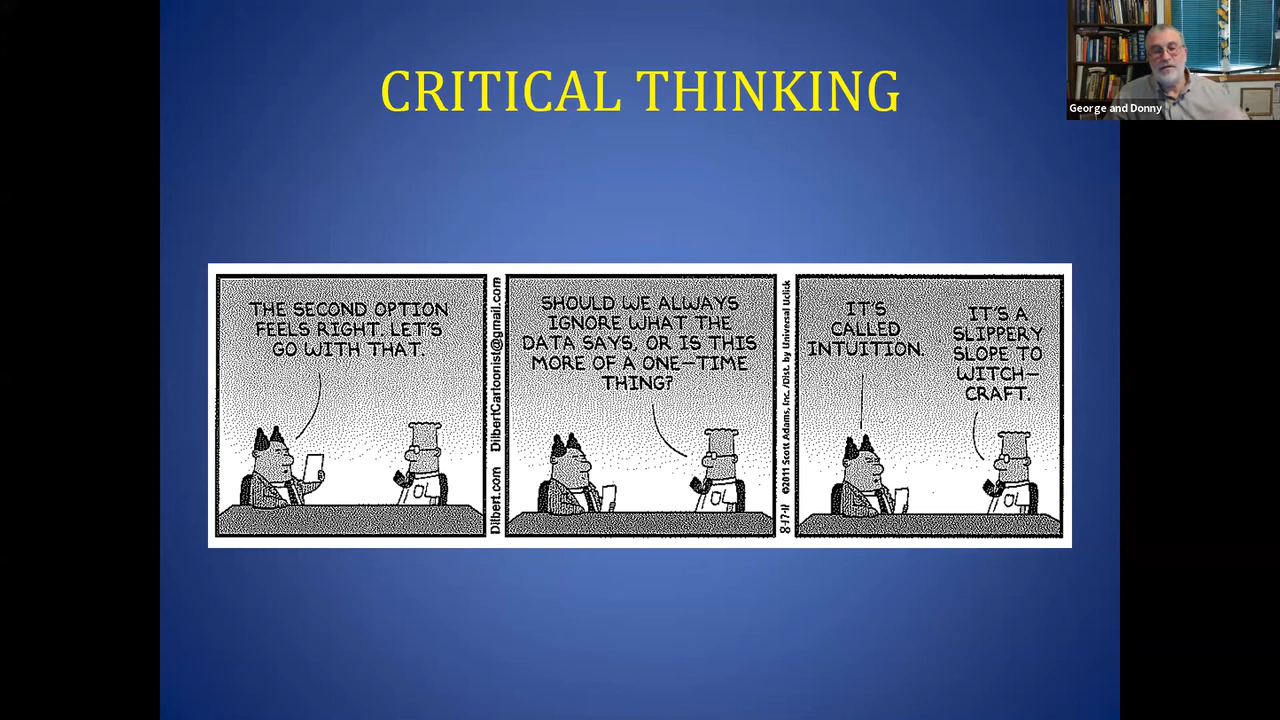 CRITICAL THINKING
George and Donny
THE SECOND OPTION
FEELS RIGHT. LET'S
GO WITH THAT.
Dilbert.com DilbertCartoonist@gmail.com
SHOULD WE ALWAYS
IGNORE WHAT THE
DATA SAYS, OR IS THIS
MORE OF A ONE-TIME
THING?
8-17-11 ©2011 Scott Adams, Inc. /Dist. by Universal Uclick
IT'S
CALLED
INTUITION.
IT'S A
SLIPPERY
SLOPE TO
WITCH-
CRAFT.